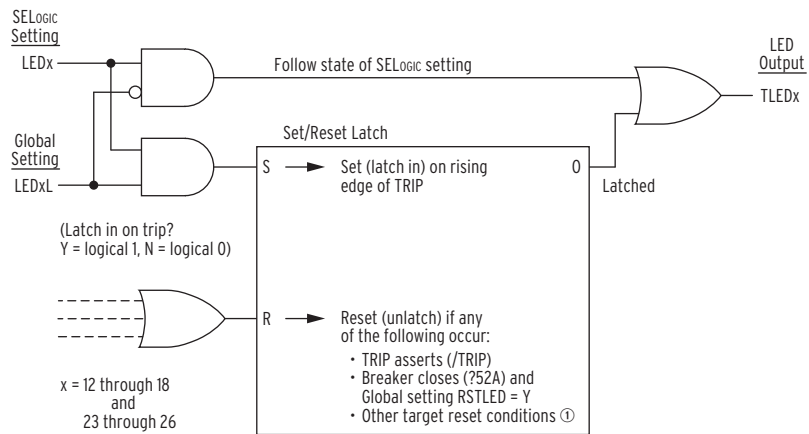 SELOGIC
Setting
LEDx
Follow state of SELOGIC setting
LED
Output
TLEDx
Global
Setting
LEDxL
Set/Reset Latch
S
Set (latch in) on rising
edge of TRIP
0
Latched
(Latch in on trip?
Y = logical 1, N = logical 0)
R
Reset (unlatch) if any
of the following occur:
• TRIP asserts (/TRIP)
• Breaker closes (?52A) and
Global setting RSTLED = Y
• Other target reset conditions ①
x = 12 through 18
and
23 through 26